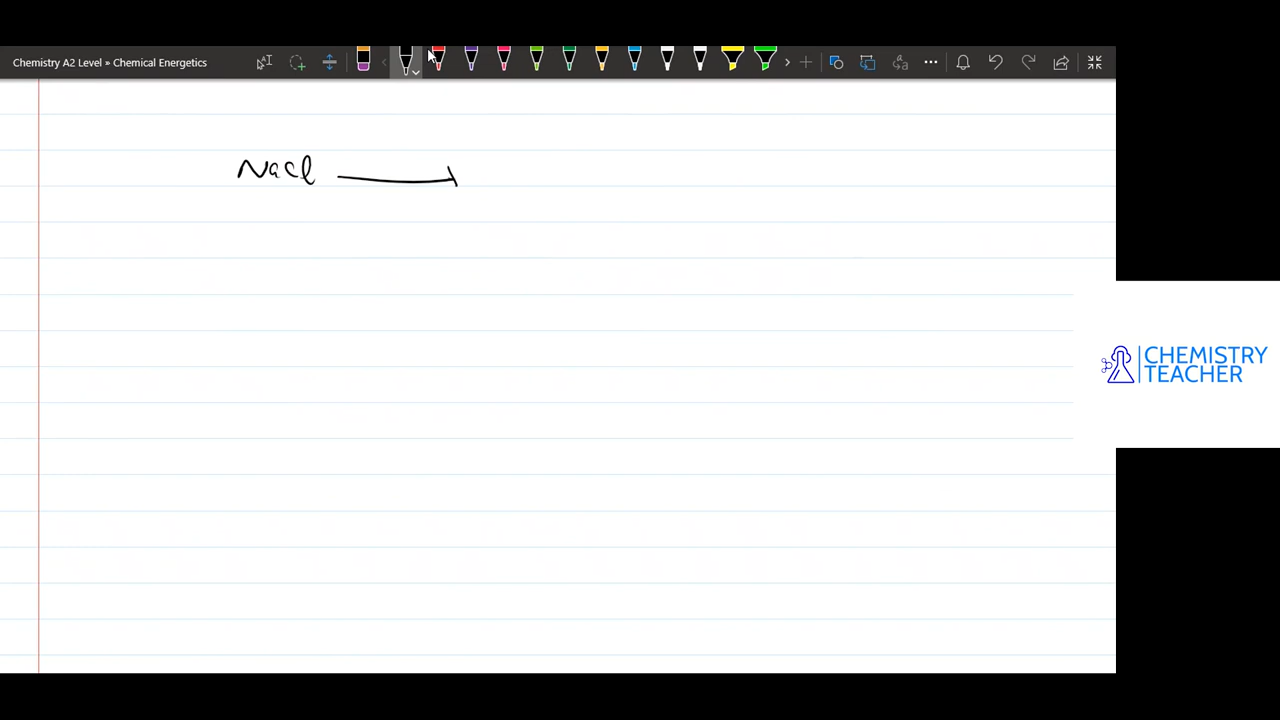 Chemistry A2 Level » Chemical Energetics
NaCl
CHEMISTRY
TEACHER